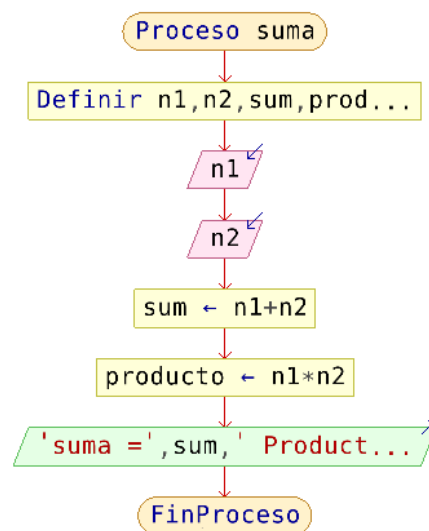 Proceso suma
Definir n1,n2,sum,prod...
n1
n2
sum ← n1+n2
producto ← n1*n2
'suma =',sum,' Product...
FinProceso